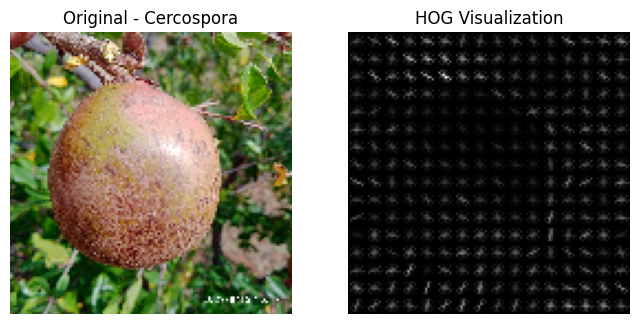 Original - Cercospora
HOG Visualization